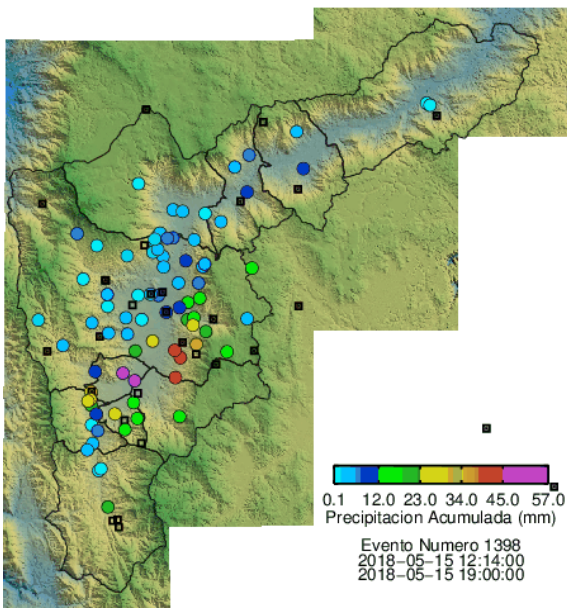 0.1 12.0 23.0 34.0 45.0 57.0
Precipitacion Acumulada (mm)
Evento Numero 1398
2018-05-15 12:14:00
2018-05-15 19:00:00